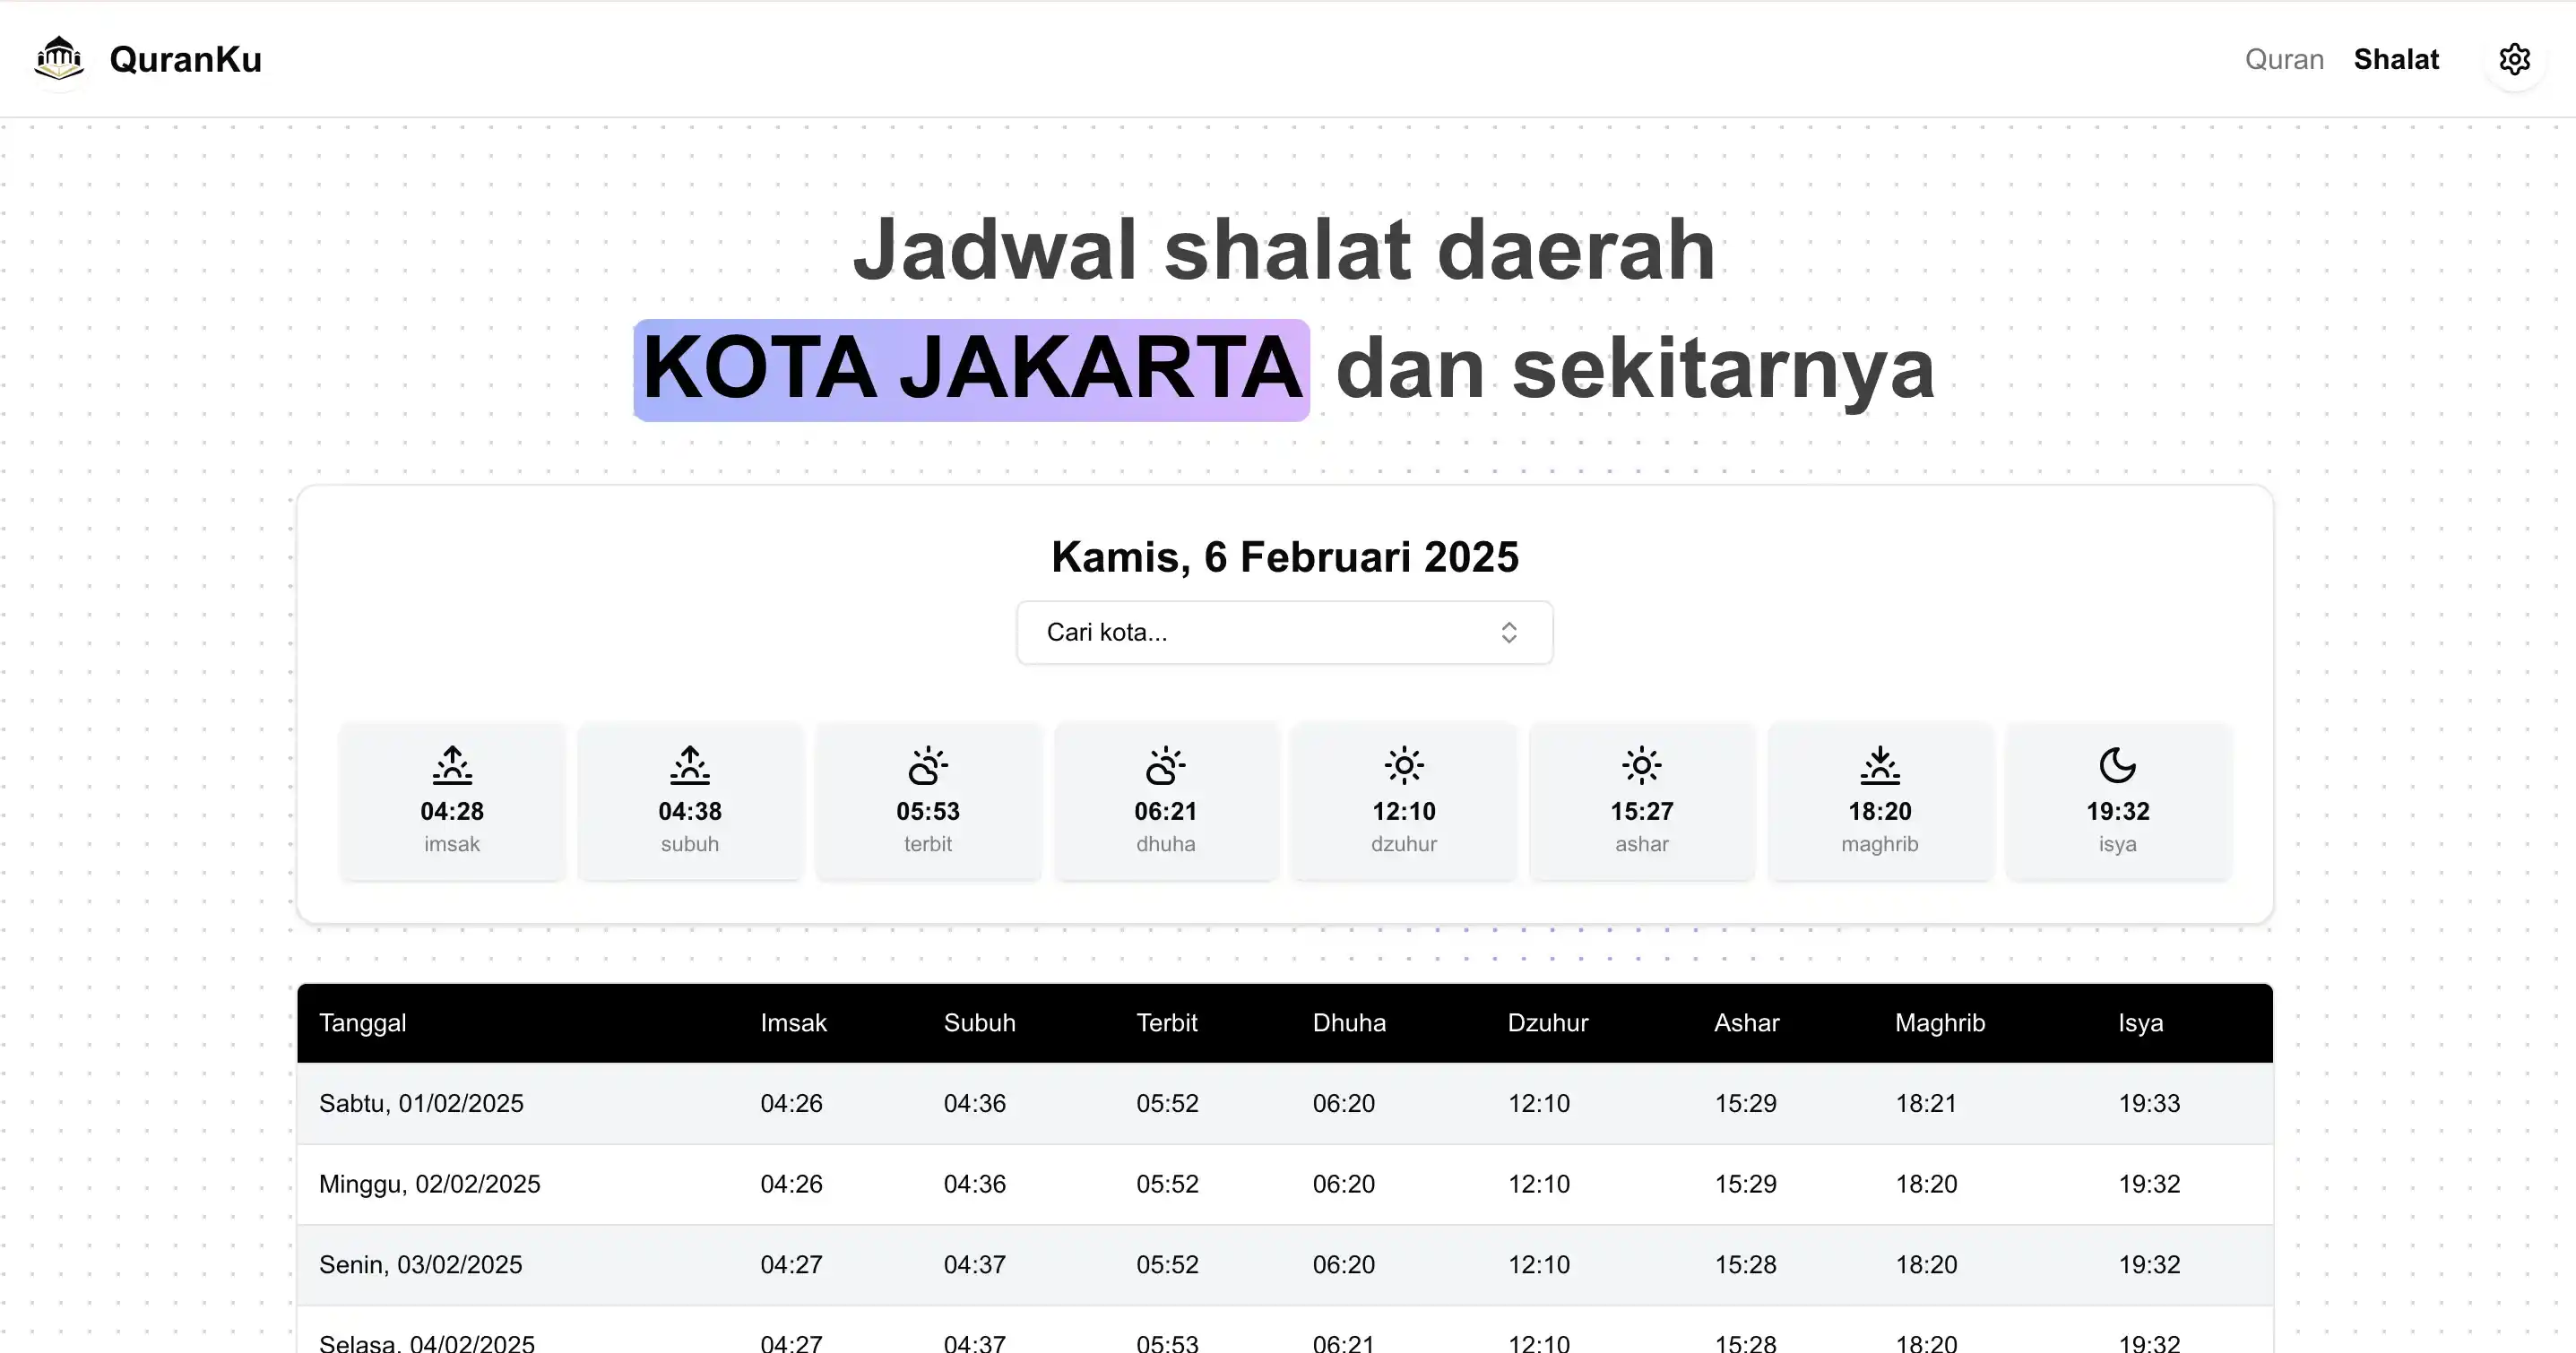 QuranKu
Quran Shalat
Jadwal shalat daerah
KOTA JAKARTA dan sekitarnya
Kamis, 6 Februari 2025
Cari kota...
04:28 04:38 05:53 06:21 12:10 15:27 18:20 19:32
imsak subuh terbit dhuha dzuhur ashar maghrib isya
Tanggal Imsak Subuh Terbit Dhuha Dzuhur Ashar Maghrib Isya
Sabtu, 01/02/2025 04:26 04:36 05:52 06:20 12:10 15:29 18:21 19:33
Minggu, 02/02/2025 04:26 04:36 05:52 06:20 12:10 15:29 18:20 19:32
Senin, 03/02/2025 04:27 04:37 05:52 06:20 12:10 15:28 18:20 19:32
Selasa, 04/02/2025 04:27 04:37 05:53 06:21 12:10 15:28 18:20 19:32